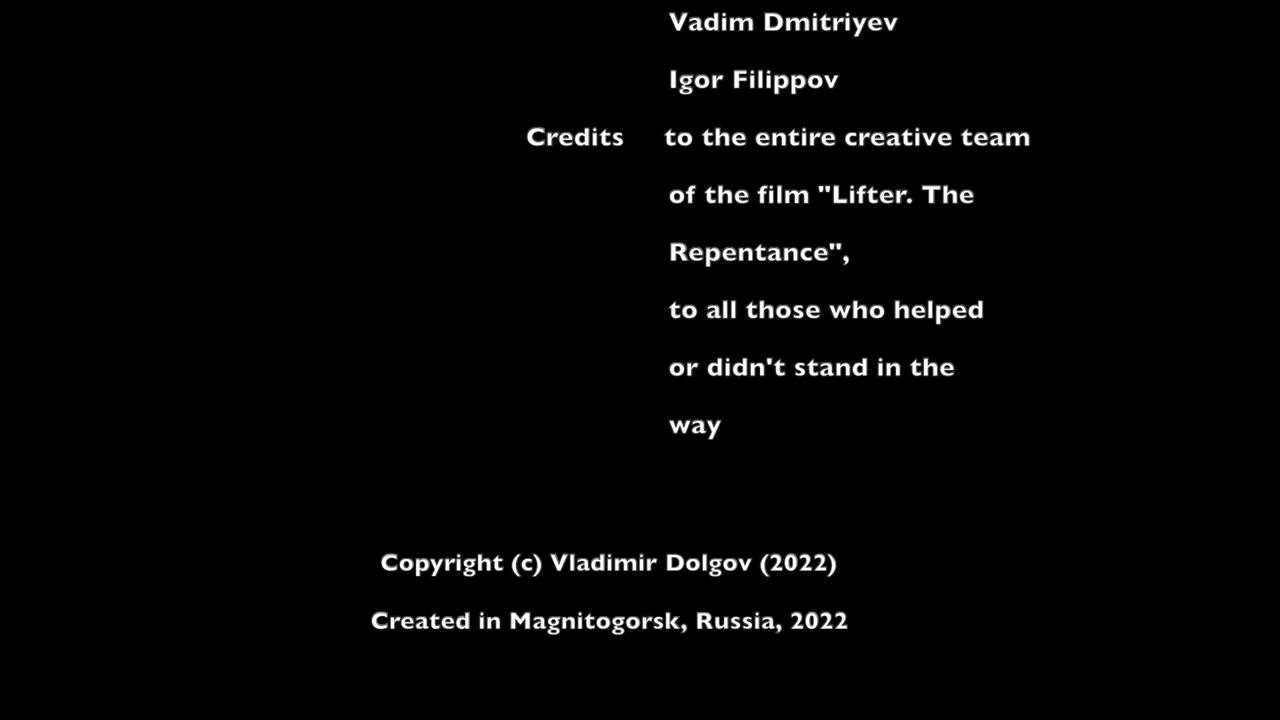 Vadim Dmitriyev
Igor Filippov
Credits to the entire creative team
of the film "Lifter. The
Repentance",
to all those who helped
or didn't stand in the
way
Copyright (c) Vladimir Dolgov (2022)
Created in Magnitogorsk, Russia, 2022